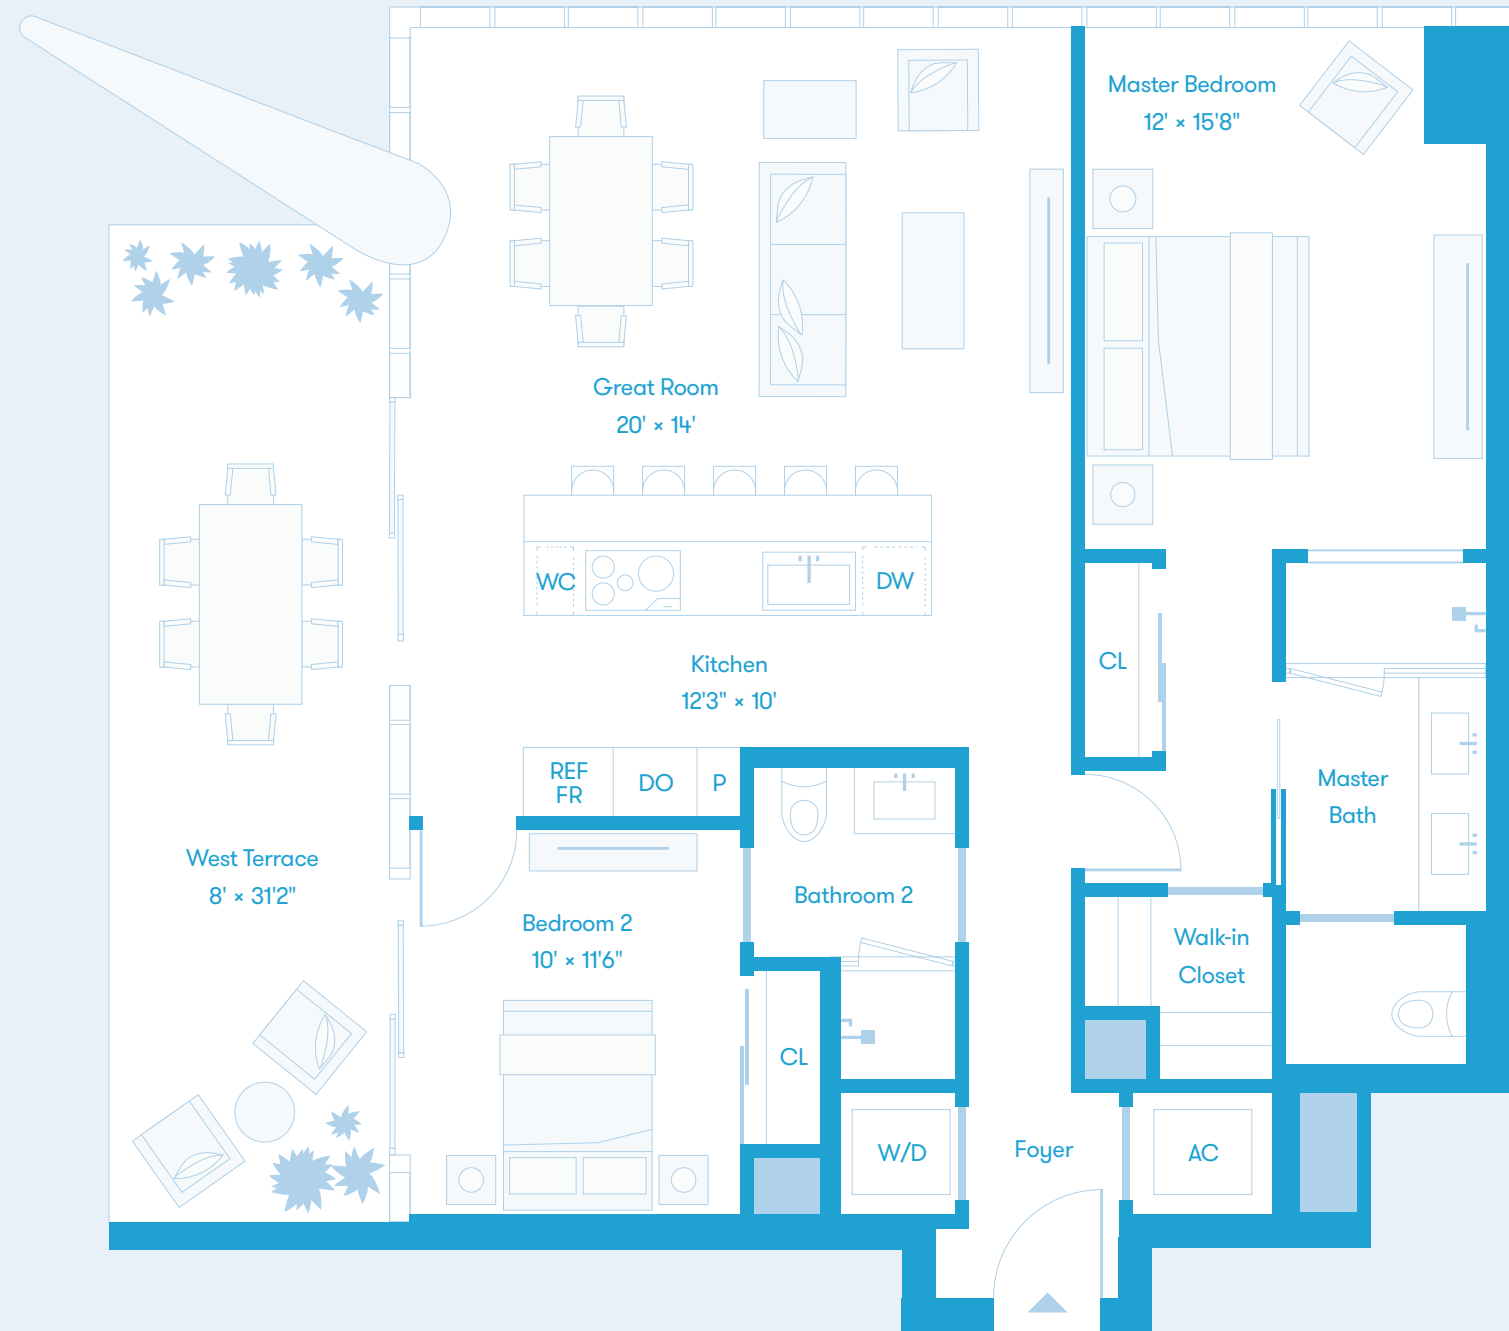 Master Bedroom
12' × 15'8"
Great Room
20' × 14'
WC
DW
Kitchen
12'3" × 10'
CL
REF
FR
DO
P
Master
Bath
West Terrace
8' × 31'2"
Bedroom 2
10' × 11'6"
Bathroom 2
Walk-in
Closet
CL
W/D
Foyer
AC